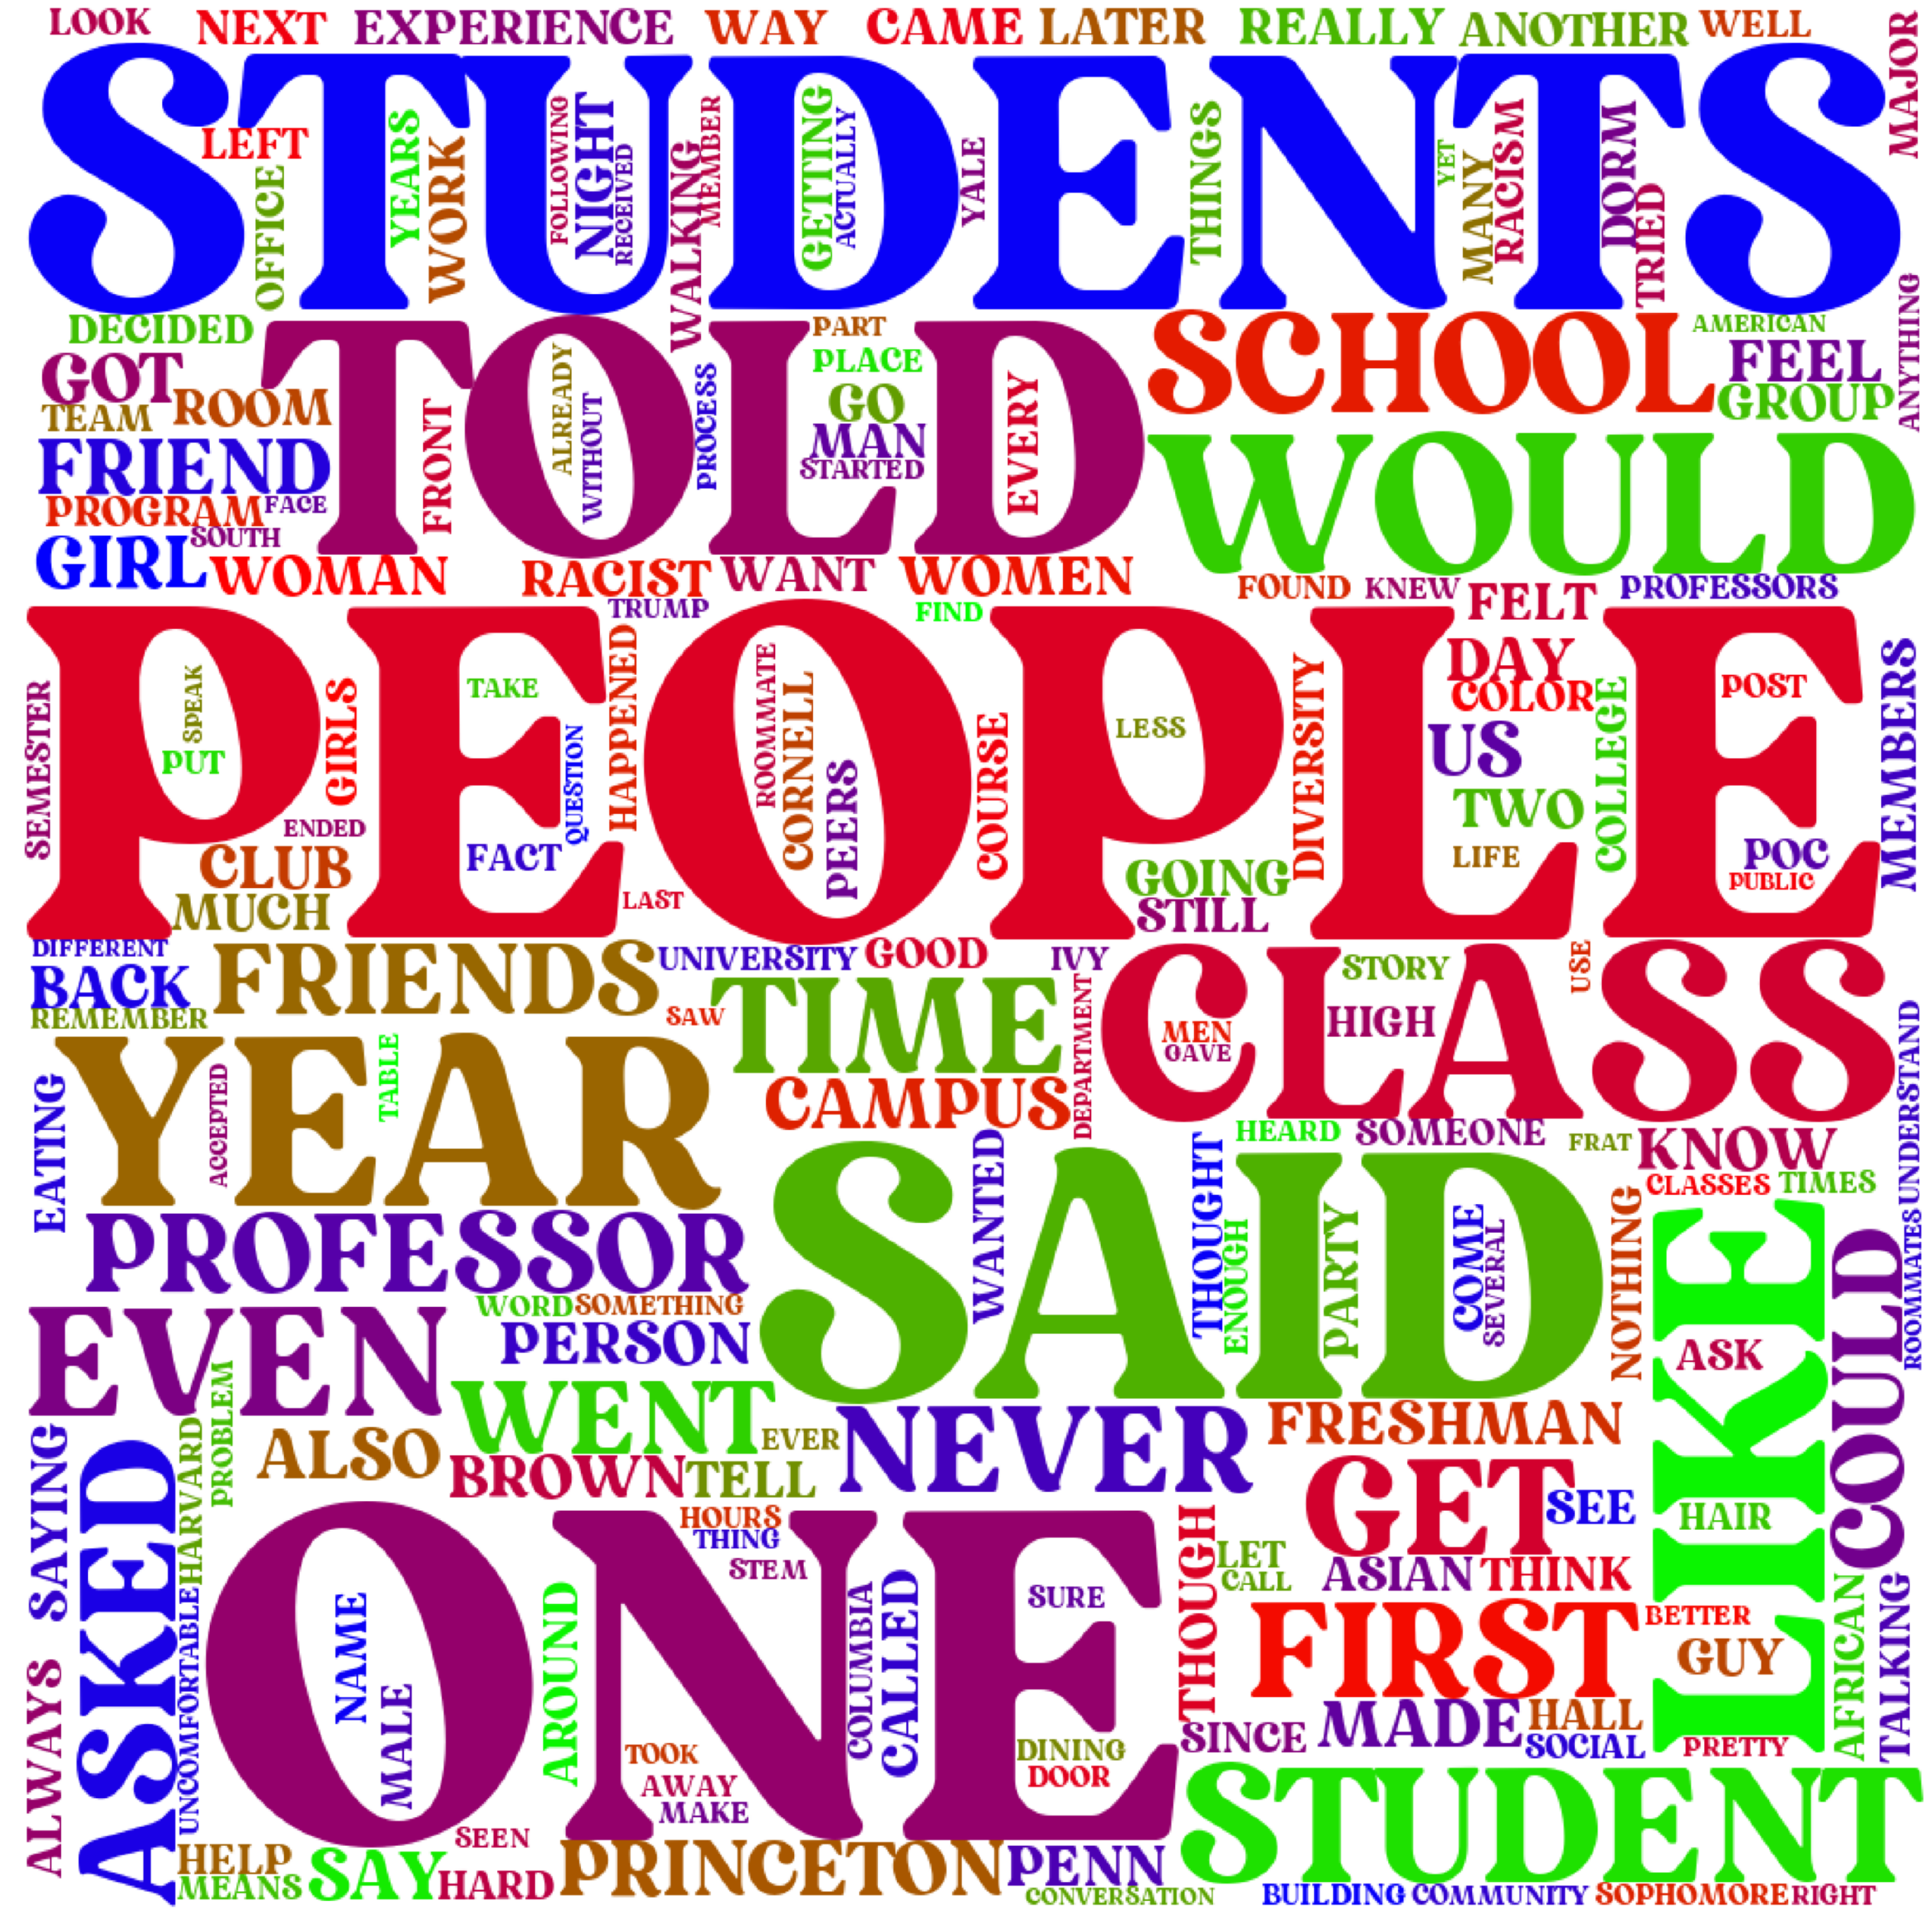 LOOK NEXT EXPERIENCE WAY CAME LATER REALLY ANOTHER WELL
MAJOR
STUDENTS
LEFT
OFFICE
YEARS
WORK
FOLLOWING
NIGHT
RECEIVED
WALKING
MEMBER
GETTING
ACTUALLY
YALE
THINGS
YET
MANY
RACISM
DORM
TRIED
ANYTHING
DECIDED
GOT
TEAM
ROOM
FRIEND
PROGRAM
FACE
SOUTH
GIRL
WOMAN
TOLD
FRONT
ALREADY
WITHOUT
PROCESS
PART
PLACE
GO
MAN
STARTED
EVERY
SCHOOL
AMERICAN
FEEL
GROUP
WOULD
RACIST
WANT
WOMEN
TRUMP
FIND
FOUND
KNEW
FELT
PROFESSORS
PEOPLE
SEMESTER
SPEAK
PUT
GIRLS
ENDED
TAKE
QUESTION
FACT
HAPPENED
ROOMMATE
CORNELL
PEERS
COURSE
LESS
DIVERSITY
DAY
COLOR
US
TWO
LIFE
COLLEGE
POST
POC
PUBLIC
MEMBERS
CLUB
MUCH
LAST
GOING
STILL
DIFFERENT
BACK
REMEMBER
FRIENDS
UNIVERSITY
GOOD
IVY
SAW
TIME
DEPARTMENT
CLASS
STORY
HIGH
MEN
GAVE
USE
UNDERSTAND
EATING
YEAR
ACCEPTED
TABLE
CAMPUS
HEARD
SOMEONE
FRAT
KNOW
CLASSES
TIMES
PROFESSOR
SAID
WANTED
THOUGHT
ENOUGH
PARTY
COME
SEVERAL
NOTHING
LIKE
ASK
HAIR
GUY
PRETTY
COULD
ROOMMATES
EVEN
WORD
SOMETHING
PERSON
WENT
EVER
NEVER
FRESHMAN
SAYING
ASKED
HARVARD
PROBLEM
ALSO
BROWN
TELL
GET
SEE
ONE
HOURS
THING
STEM
NAME
MALE
AROUND
COLUMBIA
CALLED
SURE
THOUGH
LET
CALL
ASIAN
THINK
FIRST
BETTER
AFRICAN
TALKING
ALWAYS
UNCOMFORTABLE
TOOK
AWAY
MAKE
DINING
DOOR
SINCE
MADE
HALL
SOCIAL
STUDENT
HELP
MEANS
SAY
SEEN
HARD
PRINCETON
PENN
CONVERSATION
BUILDING
COMMUNITY
SOPHOMORE
RIGHT